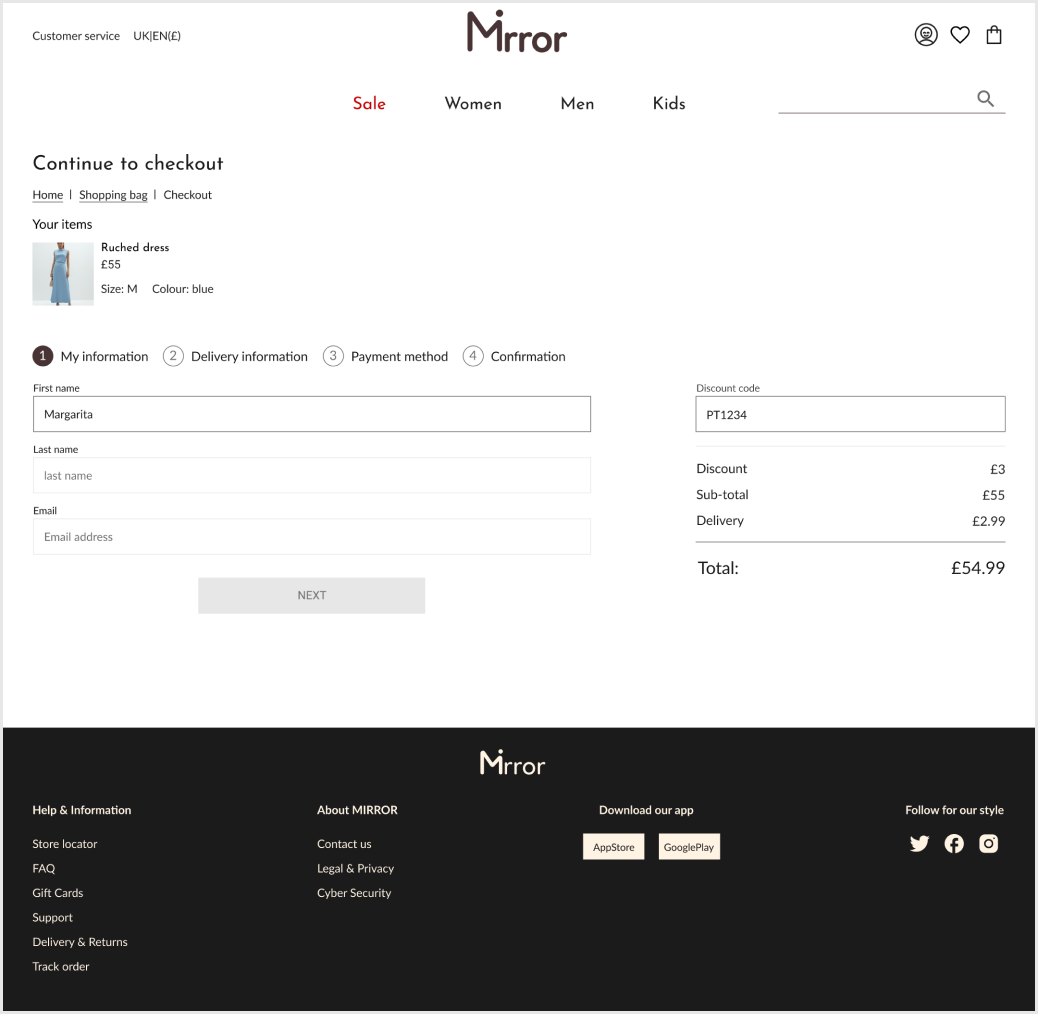 Customer service UK|EN(£)
Mirror
Sale Women Men Kids
Continue to checkout
Home | Shopping bag | Checkout
Your items
Ruched dress
£55
Size: M Colour: blue
1 My information 2 Delivery information 3 Payment method 4 Confirmation
First name
Margarita
Last name
last name
Email
Email address
NEXT
Discount code
PT1234
Discount £3
Sub-total £55
Delivery £2.99
Total: £54.99
Mirror
Help & Information
Store locator
FAQ
Gift Cards
Support
Delivery & Returns
Track order
About MIRROR
Contact us
Legal & Privacy
Cyber Security
Download our app
AppStore GooglePlay
Follow for our style